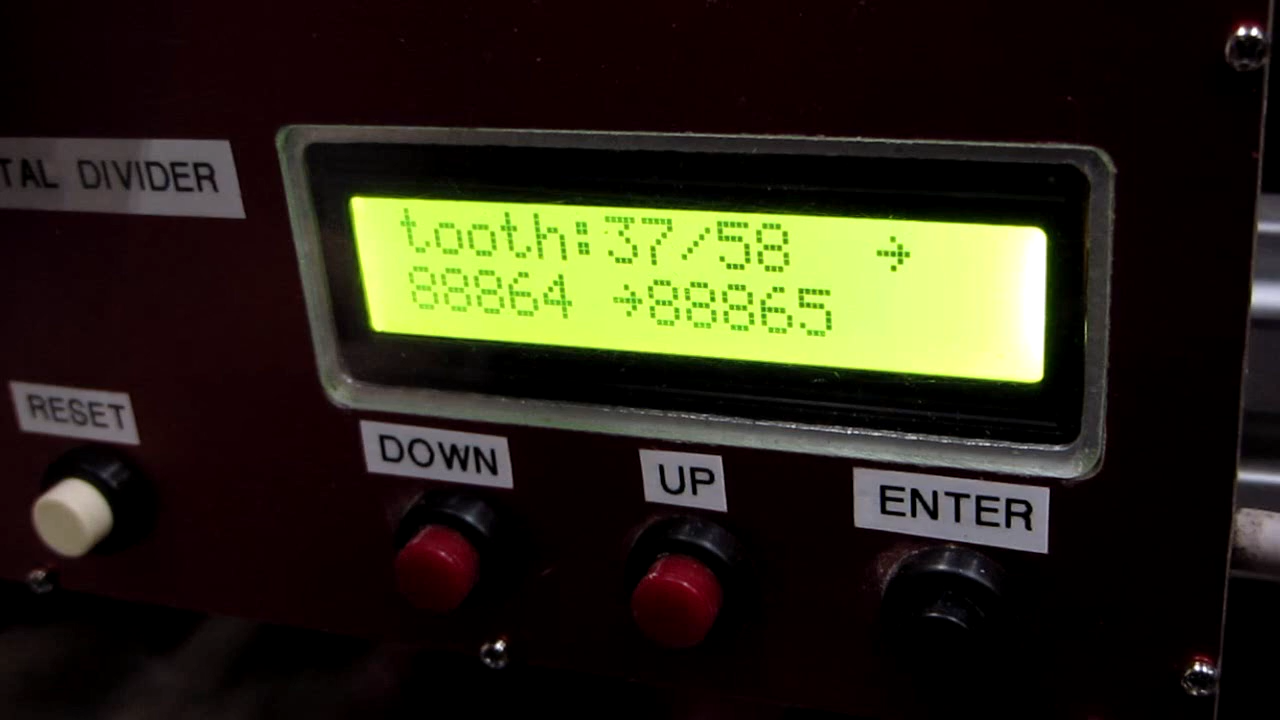 TAL DIVIDER
tooth:37/58 →
88864 →88865
RESET
DOWN
UP
ENTER